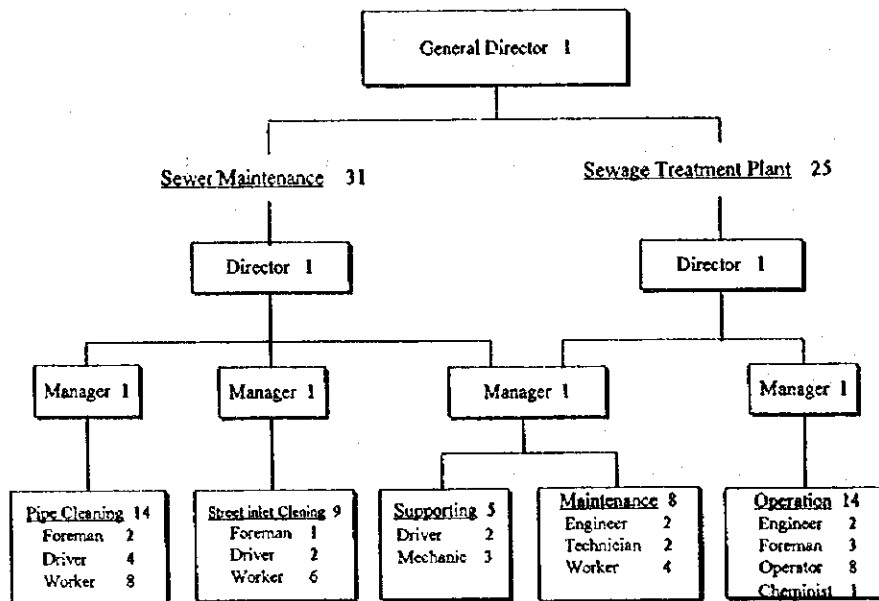 General Director 1
Sewer Maintenance 31
Sewage Treatment Plant 25
Director 1
Director 1
Manager 1
Manager 1
Manager 1
Manager 1
Pipe Cleaning 14
Foreman 2
Driver 4
Worker 8
Street inlet Clening 9
Foreman 1
Driver 2
Worker 6
Supporting 5
Driver 2
Mechanic 3
Maintenance 8
Engineer 2
Technician 2
Worker 4
Operation 14
Engineer 2
Foreman 3
Operator 8
Cheminist 1